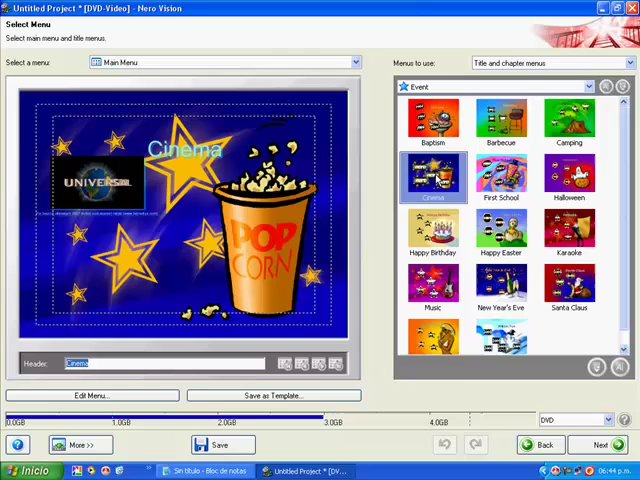 Untitled Project * [DVD-Video] - Nero Vision
Select Menu
Select main menu and title menus.
Select a menu:
Main Menu
Menus to use:
Title and chapter menus
Cinema
UNIVERSAL
POP
CORN
Event
Baptism
Barbecue
Camping
Cinema
First School
Halloween
Happy Birthday
Happy Easter
Karaoke
Music
New Year's Eve
Santa Claus
Header:
Cinema
Edit Menu...
Save as Template...
0.0GB
1.0GB
2.0GB
3.0GB
4.0GB
DVD
More >>
Save
Back
Next
Inicio
Sin título - Bloc de notas
Untitled Project * [DV...
06:44 p.m.